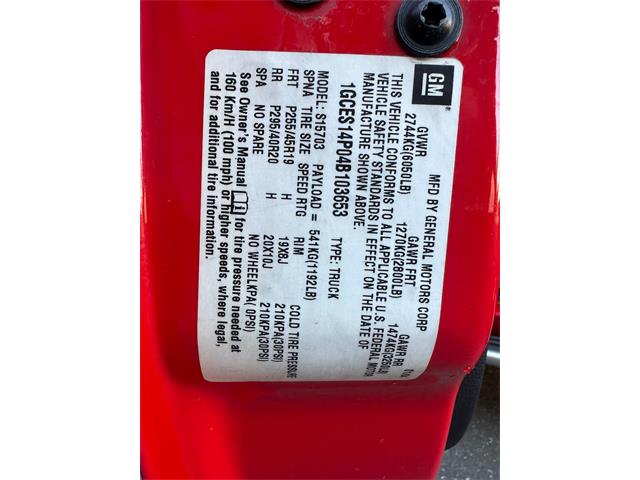 GM®
MFD BY GENERAL MOTORS CORP
GVWR GAWR FRT GAWR RR
2744KG(6050LB) 1270KG(2800LB) 1474KG(3250LB
THIS VEHICLE CONFORMS TO ALL APPLICABLE U.S. FEDERAL MOTOR
VEHICLE SAFETY STANDARDS IN EFFECT ON THE DATE OF
MANUFACTURE SHOWN ABOVE.
1GCES14P04B103653 TYPE: TRUCK
MODEL: S15703 PAYLOAD = 541KG(1192LB)
SPNA TIRE SIZE SPEED RTG RIM COLD TIRE PRESSURE
FRT P255/45R19 H 19X8J 210KPA(30PSI)
RR P295/40R20 H 20X10J 210KPA(30PSI)
SPA NO SPARE NO WHEELKPA( 0PSI)
See Owner's Manual for tire pressure needed at
160 Km/H (100 mph) or higher speeds, where legal,
and for additional information.